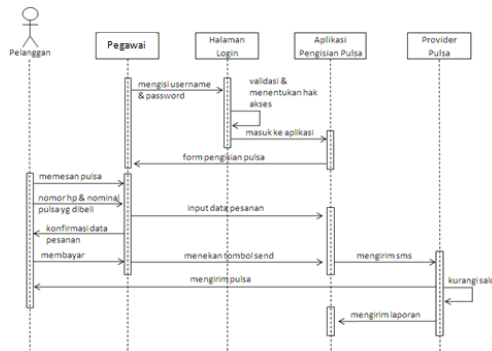 Pelanggan
Pegawai
Halaman
Login
Aplikasi
Pengisian Pulsa
Provider
Pulsa
mengisi username
& password
validasi &
menentukan hak
akses
masuk ke aplikasi
form pengisian pulsa
memesan pulsa
nomor hp & nominal
pulsa yg dibeli
input data pesanan
konfirmasi data
pesanan
membayar
menekan tombol send
mengirim sms
mengirim pulsa
kurangi salo
mengirim laporan